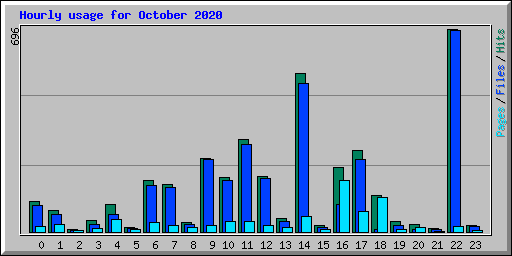 Hourly usage for October 2020
696
Pages/Files/Hits
0 1 2 3 4 5 6 7 8 9 10 11 12 13 14 15 16 17 18 19 20 21 22 23